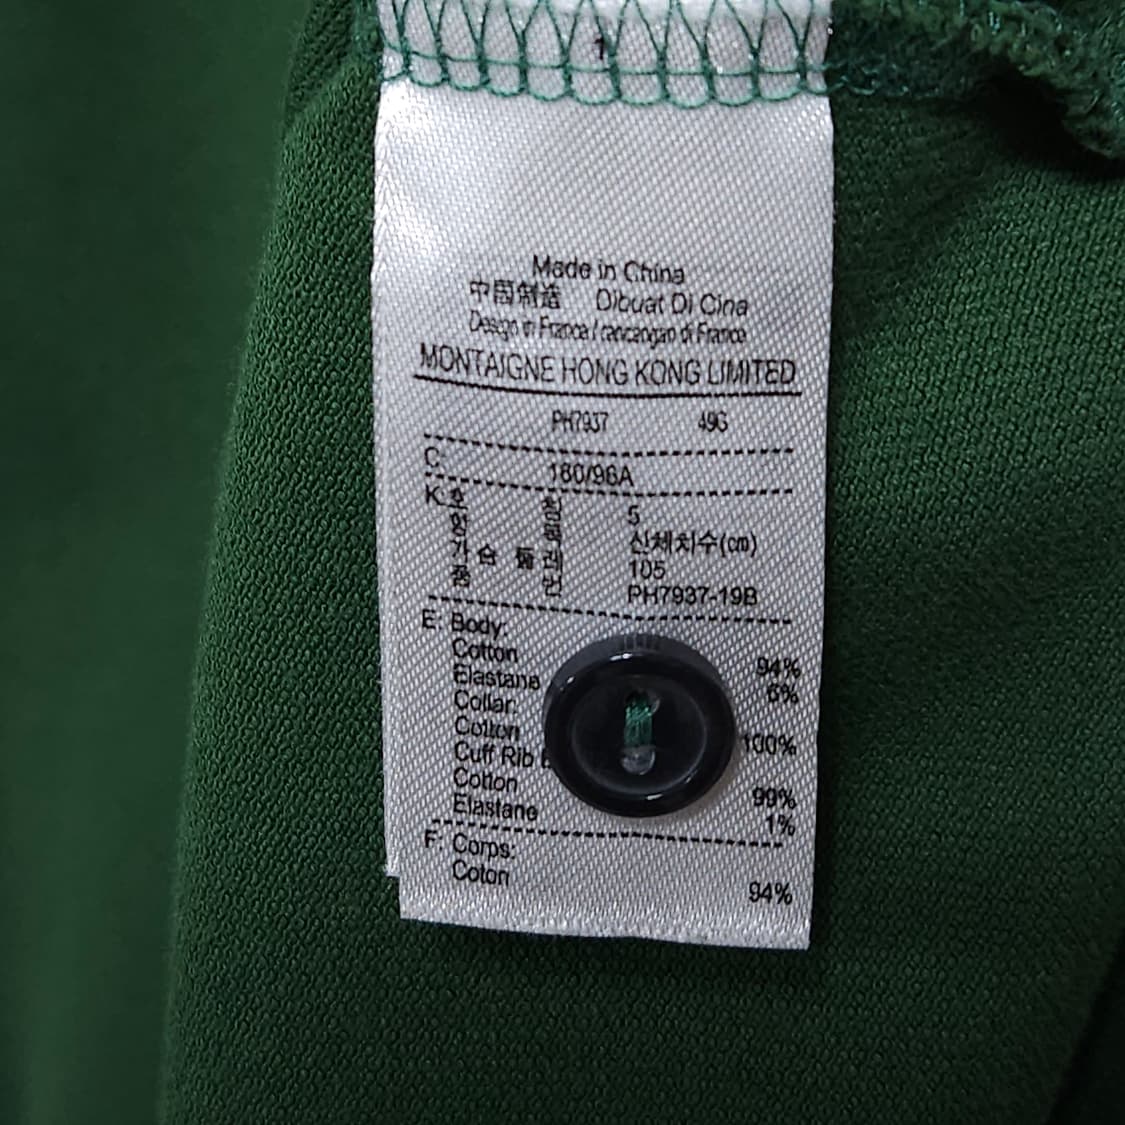 1
Made in China
中国制造 Dibuat Di Cina
Design in France / rancangan di France
MONTAIGNE HONG KONG LIMITED
PH7937 49G
C: 180/96A
K: 호칭 5
신체치수(cm)
가슴둘레 105
품번 PH7937-19B
E: Body:
Cotton 94%
Elastane 6%
Collar:
Cotton 100%
Cuff Rib
Cotton 99%
Elastane 1%
F: Corps:
Coton 94%